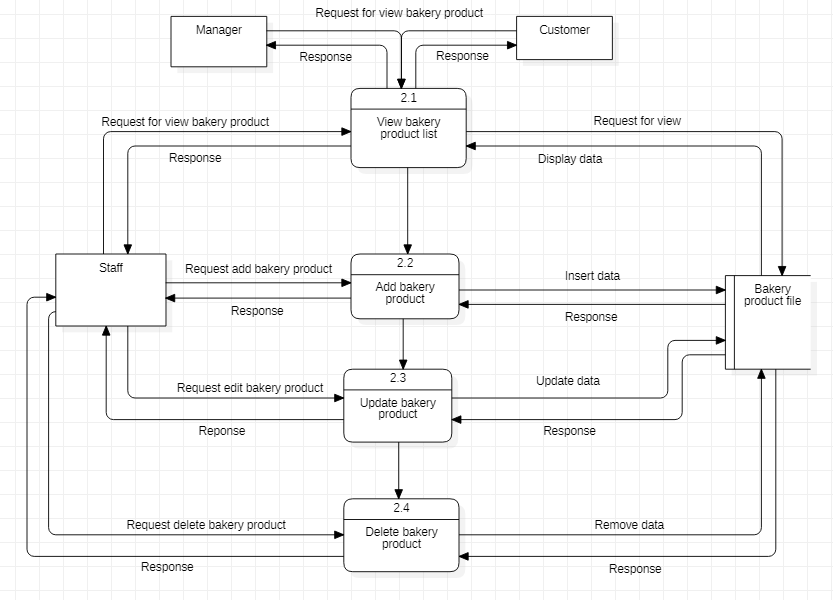 Request for view bakery product
Manager
Customer
Response
Response
2.1
View bakery
product list
Request for view bakery product
Request for view
Response
Display data
2.2
Staff
Request add bakery product
Add bakery
product
Insert data
Bakery
product file
Response
Response
2.3
Request edit bakery product
Update bakery
product
Update data
Reponse
Response
2.4
Request delete bakery product
Delete bakery
product
Remove data
Response
Response